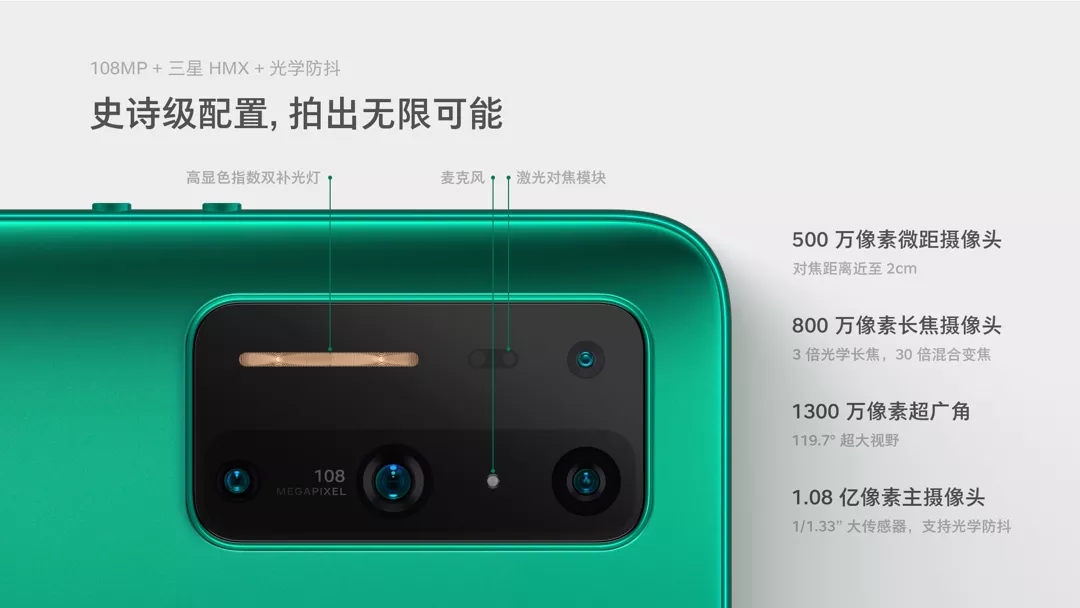 108MP + 三星 HMX + 光学防抖
史诗级配置, 拍出无限可能
高显色指数双补光灯
麦克风
激光对焦模块
500 万像素微距摄像头
对焦距离近至 2cm
800 万像素长焦摄像头
3 倍光学长焦，30 倍混合变焦
1300 万像素超广角
119.7° 超大视野
1.08 亿像素主摄像头
1/1.33” 大传感器，支持光学防抖
108
MEGAPIXEL